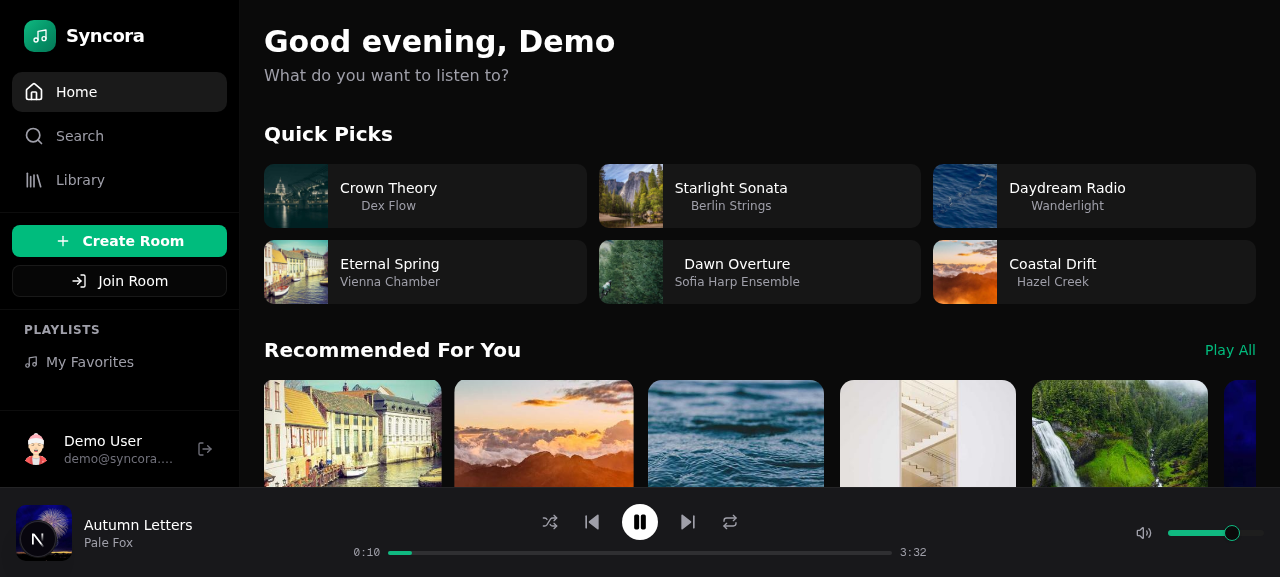 Syncora
Home
Search
Library
Create Room
Join Room
PLAYLISTS
My Favorites
Demo User
demo@syncora....
Good evening, Demo
What do you want to listen to?
Quick Picks
Crown Theory
Dex Flow
Starlight Sonata
Berlin Strings
Daydream Radio
Wanderlight
Eternal Spring
Vienna Chamber
Dawn Overture
Sofia Harp Ensemble
Coastal Drift
Hazel Creek
Recommended For You
Play All
N
Autumn Letters
Pale Fox
0:10
3:32